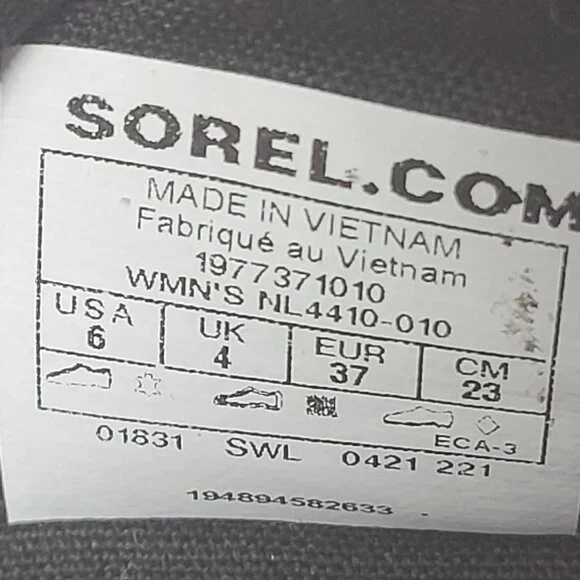 SOREL.COM
MADE IN VIETNAM
Fabriqué au Vietnam
1977371010
WMN'S NL4410-010
USA UK EUR CM
6 4 37 23
ECA-3
01831 SWL 0421 221
194894582633